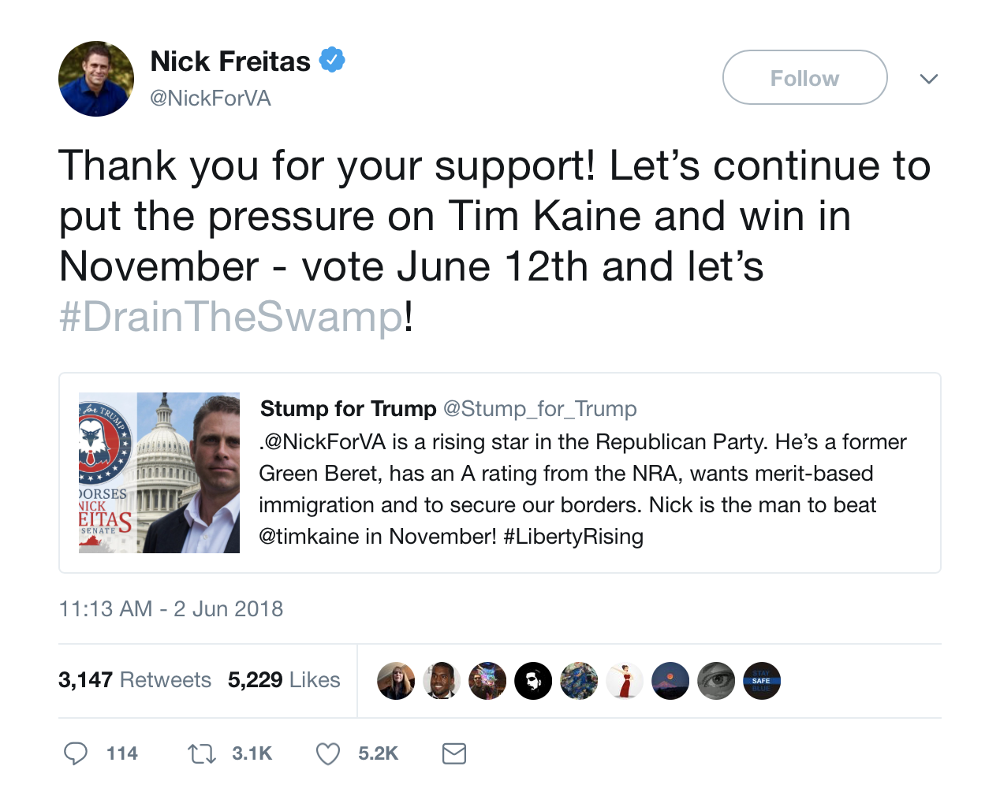 Nick Freitas
@NickForVA
Follow
Thank you for your support! Let’s continue to
put the pressure on Tim Kaine and win in
November - vote June 12th and let’s
#DrainTheSwamp!
for TRUMP
DORSES
NICK
EITAS
SENATE
Stump for Trump @Stump_for_Trump
.@NickForVA is a rising star in the Republican Party. He’s a former
Green Beret, has an A rating from the NRA, wants merit-based
immigration and to secure our borders. Nick is the man to beat
@timkaine in November! #LibertyRising
11:13 AM - 2 Jun 2018
3,147 Retweets 5,229 Likes
STAY
SAFE
BLUE
114 3.1K 5.2K